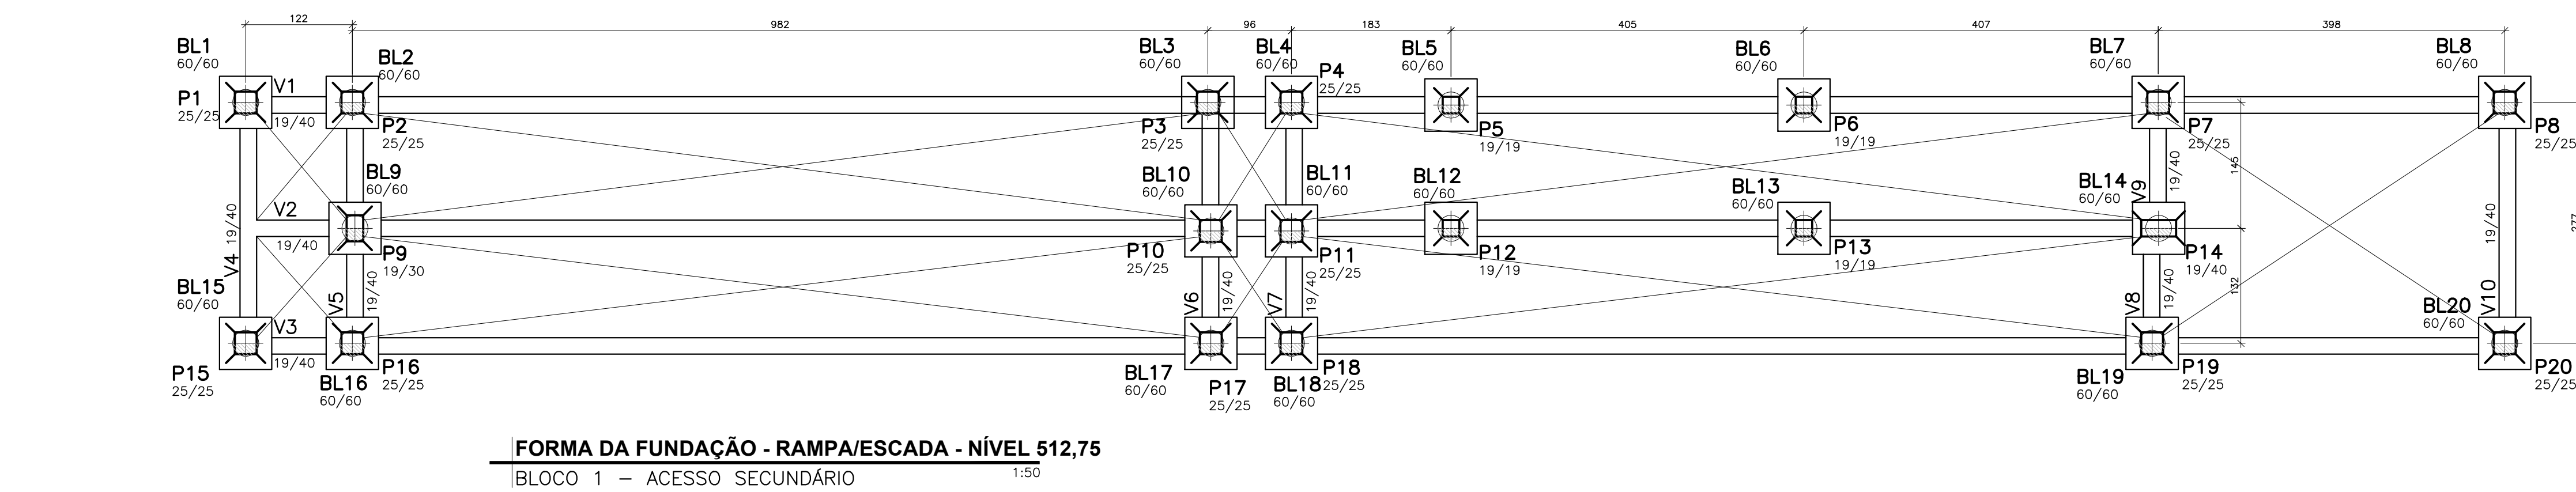 122
982
96
183
405
407
398
BL1
60/60
BL2
60/60
BL3
60/60
BL4
60/60
BL5
60/60
BL6
60/60
BL7
60/60
BL8
60/60
P1
25/25
V1
19/40
P2
25/25
P3
25/25
P4
25/25
P5
19/19
P6
19/19
P7
25/25
P8
25/25
145
19/40
V9
BL9
60/60
BL10
60/60
BL11
60/60
BL12
60/60
BL13
60/60
BL14
60/60
V2
19/40
V4 19/40
P9
19/30
P10
25/25
P11
25/25
P12
19/19
P13
19/19
P14
19/40
19/40
277
132
BL15
60/60
V5
19/40
V6
19/40
V7
19/40
V8
19/40
V10
BL20
60/60
V3
19/40
P15
25/25
BL16
60/60
P16
25/25
BL17
60/60
P17
25/25
BL18
60/60
P18
25/25
BL19
60/60
P19
25/25
P20
25/25
FORMA DA FUNDAÇÃO - RAMPA/ESCADA - NÍVEL 512,75
BLOCO 1 – ACESSO SECUNDÁRIO
1:50